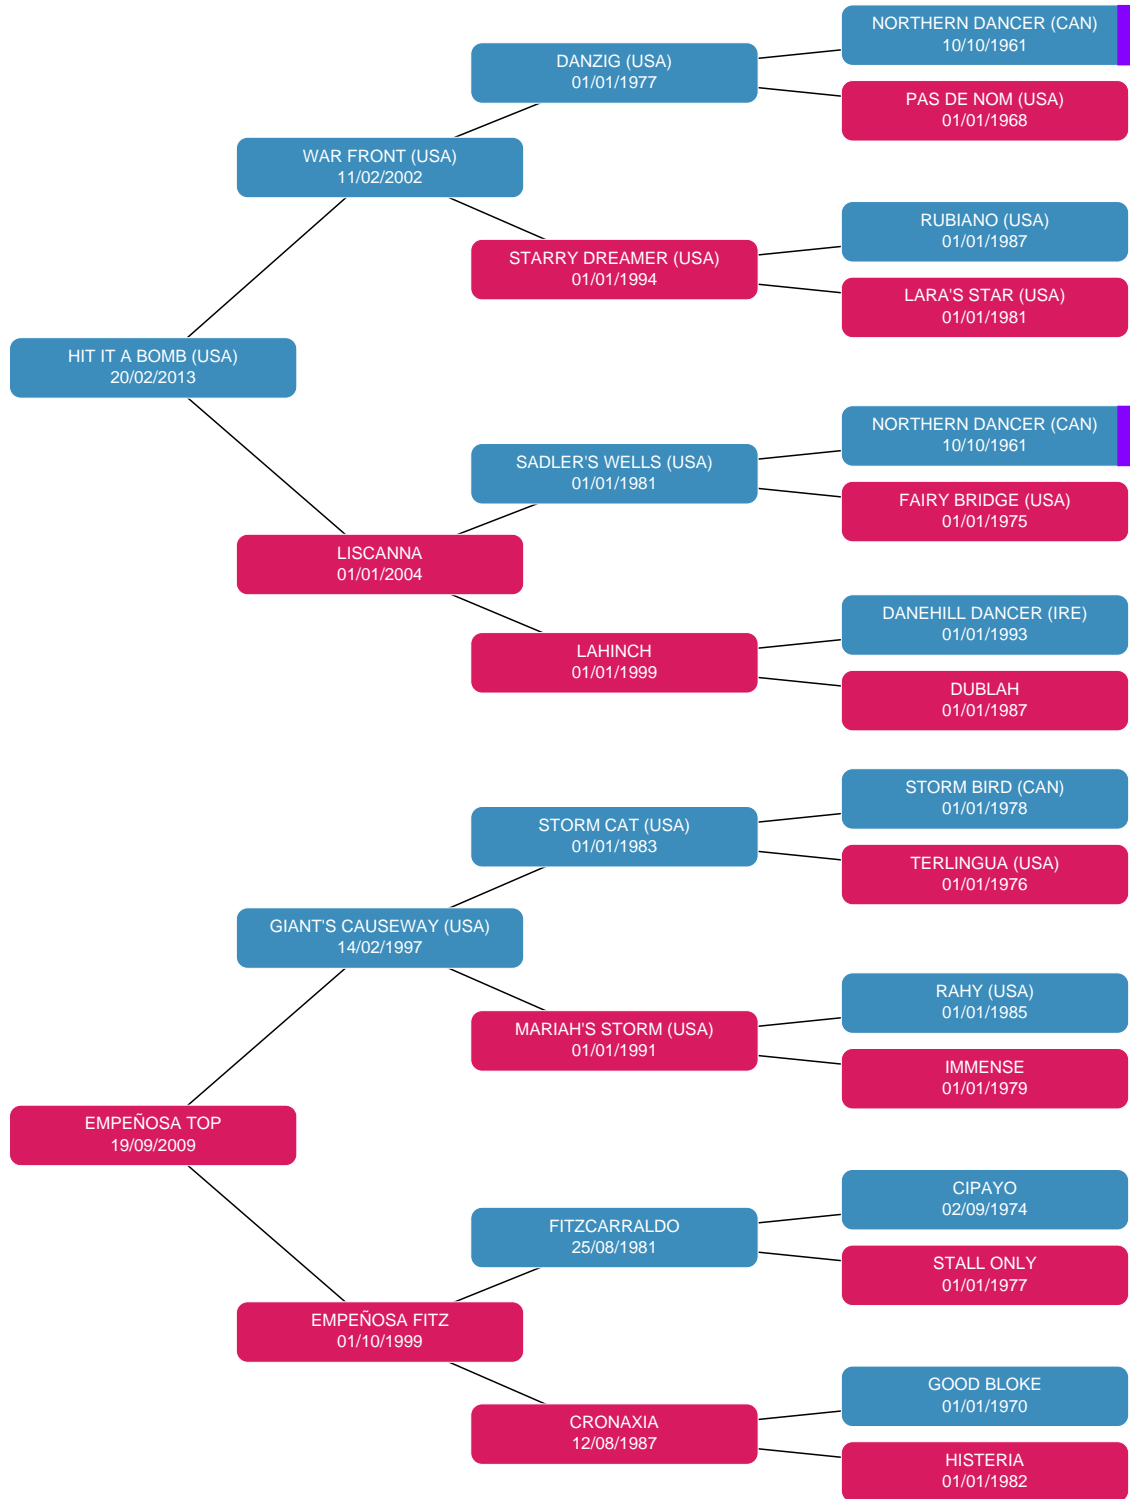 NORTHERN DANCER (CAN)
10/10/1961
DANZIG (USA)
01/01/1977
PAS DE NOM (USA)
01/01/1968
WAR FRONT (USA)
11/02/2002
RUBIANO (USA)
01/01/1987
STARRY DREAMER (USA)
01/01/1994
LARA'S STAR (USA)
01/01/1981
HIT IT A BOMB (USA)
20/02/2013
NORTHERN DANCER (CAN)
10/10/1961
SADLER'S WELLS (USA)
01/01/1981
FAIRY BRIDGE (USA)
01/01/1975
LISCANNA
01/01/2004
DANEHILL DANCER (IRE)
01/01/1993
LAHINCH
01/01/1999
DUBLAH
01/01/1987
STORM BIRD (CAN)
01/01/1978
STORM CAT (USA)
01/01/1983
TERLINGUA (USA)
01/01/1976
GIANT'S CAUSEWAY (USA)
14/02/1997
RAHY (USA)
01/01/1985
MARIAH'S STORM (USA)
01/01/1991
IMMENSE
01/01/1979
EMPEÑOSA TOP
19/09/2009
CIPAYO
02/09/1974
FITZCARRALDO
25/08/1981
STALL ONLY
01/01/1977
EMPEÑOSA FITZ
01/10/1999
GOOD BLOKE
01/01/1970
CRONAXIA
12/08/1987
HISTERIA
01/01/1982